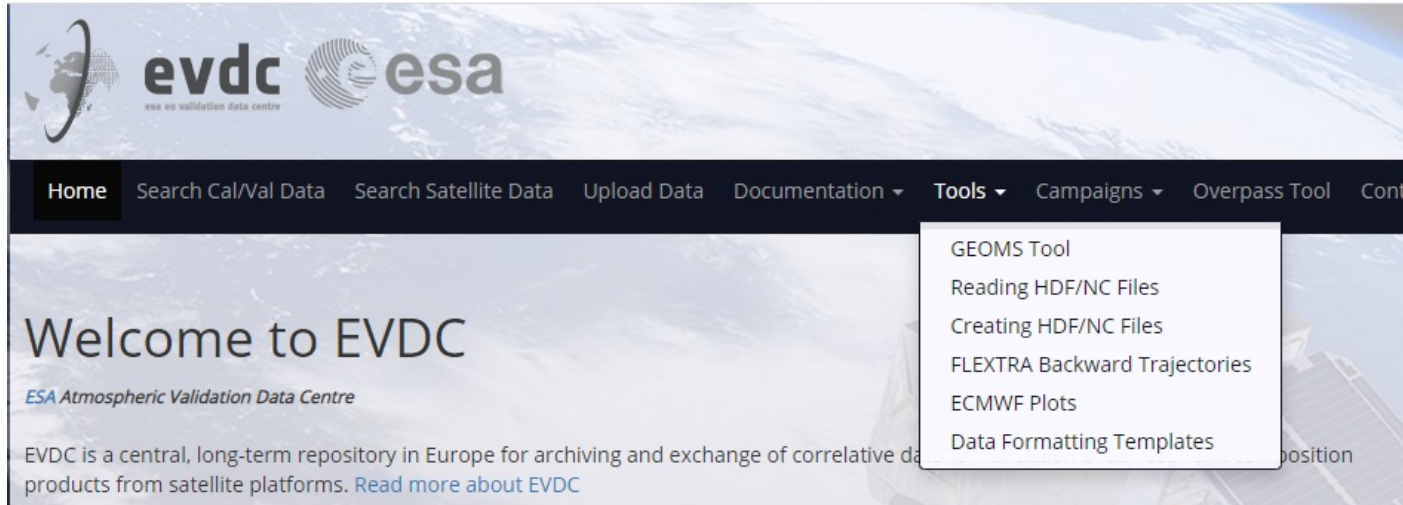 evdc esa
esa eo validation data centre
Home Search Cal/Val Data Search Satellite Data Upload Data Documentation Tools Campaigns Overpass Tool Cont
GEOMS Tool
Reading HDF/NC Files
Creating HDF/NC Files
FLEXTRA Backward Trajectories
ECMWF Plots
Data Formatting Templates
Welcome to EVDC
ESA Atmospheric Validation Data Centre
EVDC is a central, long-term repository in Europe for archiving and exchange of correlative da position
products from satellite platforms. Read more about EVDC